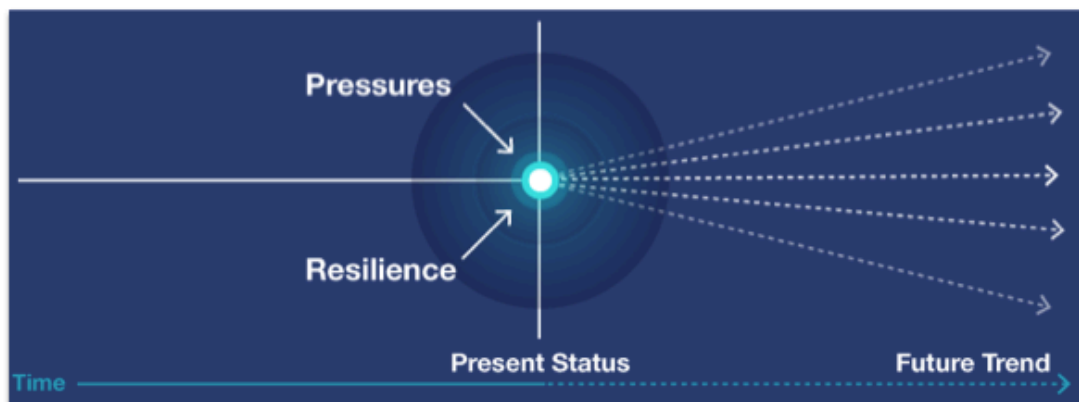 Pressures
Resilience
Present Status
Future Trend
Time